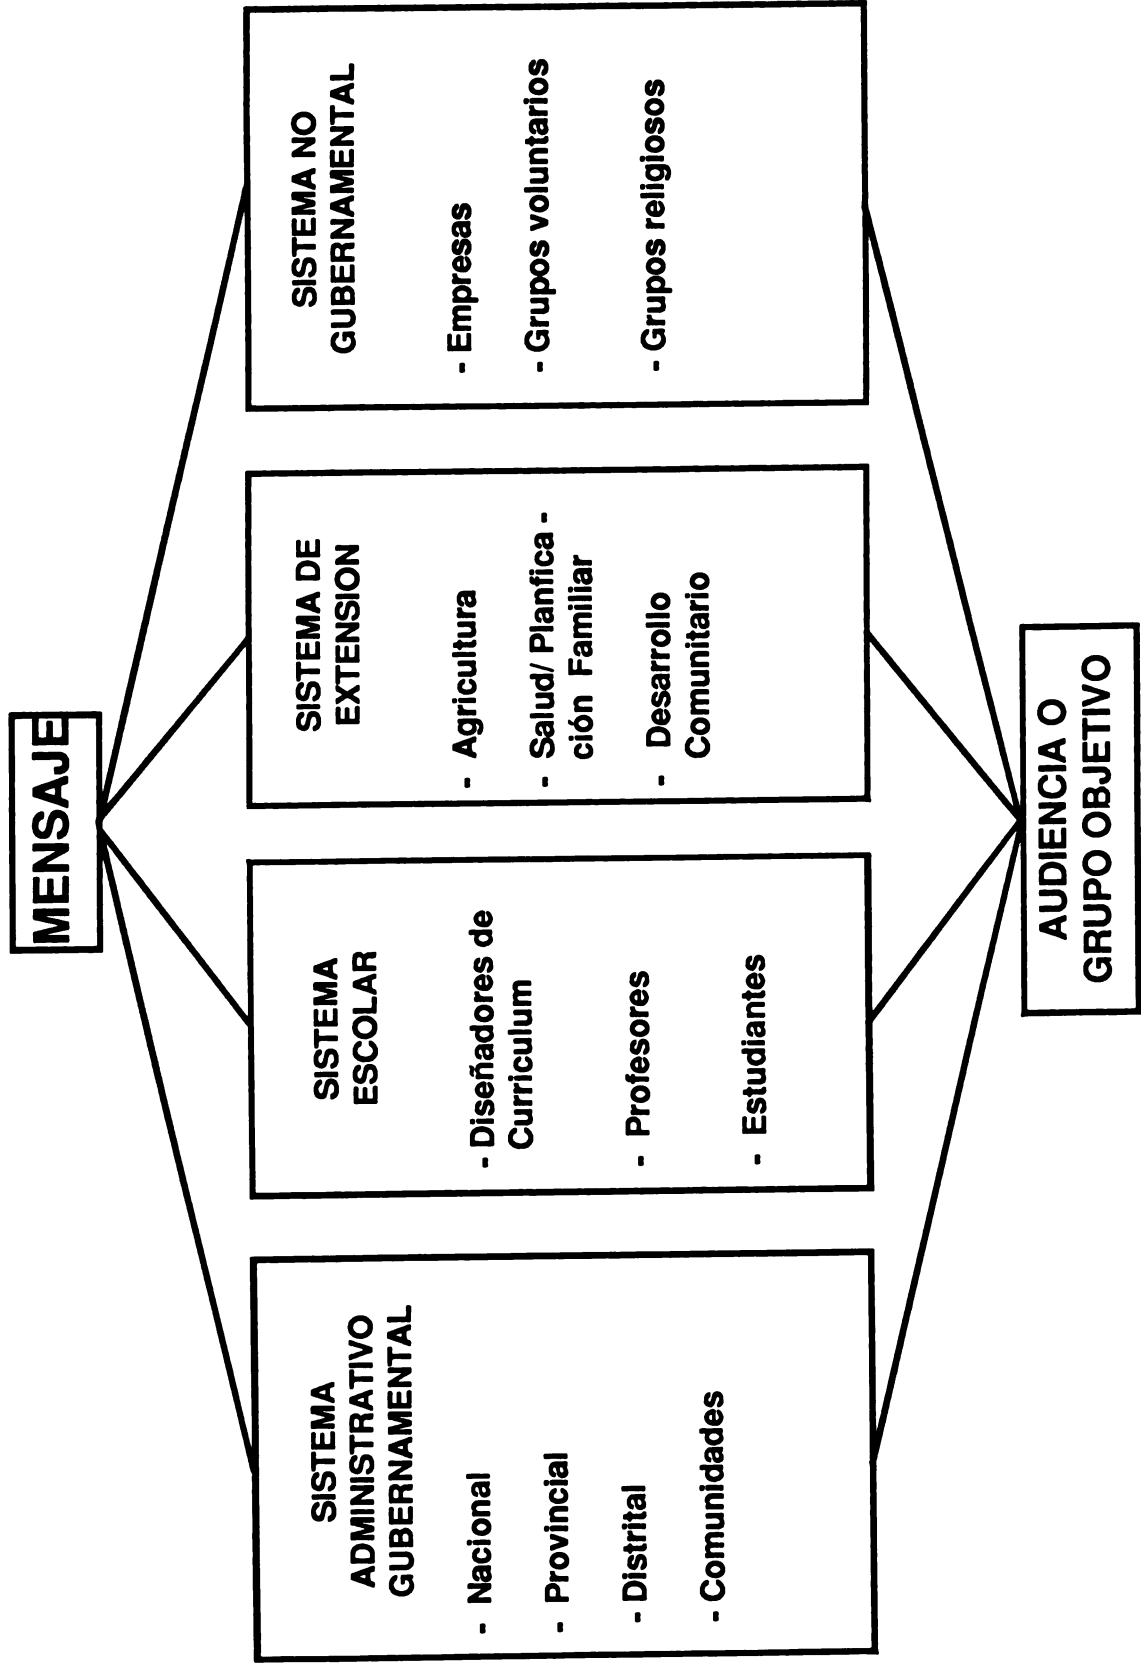 MENSAJE
SISTEMA
ADMINISTRATIVO
GUBERNAMENTAL
- Nacional
- Provincial
- Distrital
- Comunidades
SISTEMA
ESCOLAR
- Diseñadores de
Curriculum
- Profesores
- Estudiantes
SISTEMA DE
EXTENSION
- Agricultura
- Salud/ Planfica -
ción Familiar
- Desarrollo
Comunitario
SISTEMA NO
GUBERNAMENTAL
- Empresas
- Grupos voluntarios
- Grupos religiosos
AUDIENCIA O
GRUPO OBJETIVO